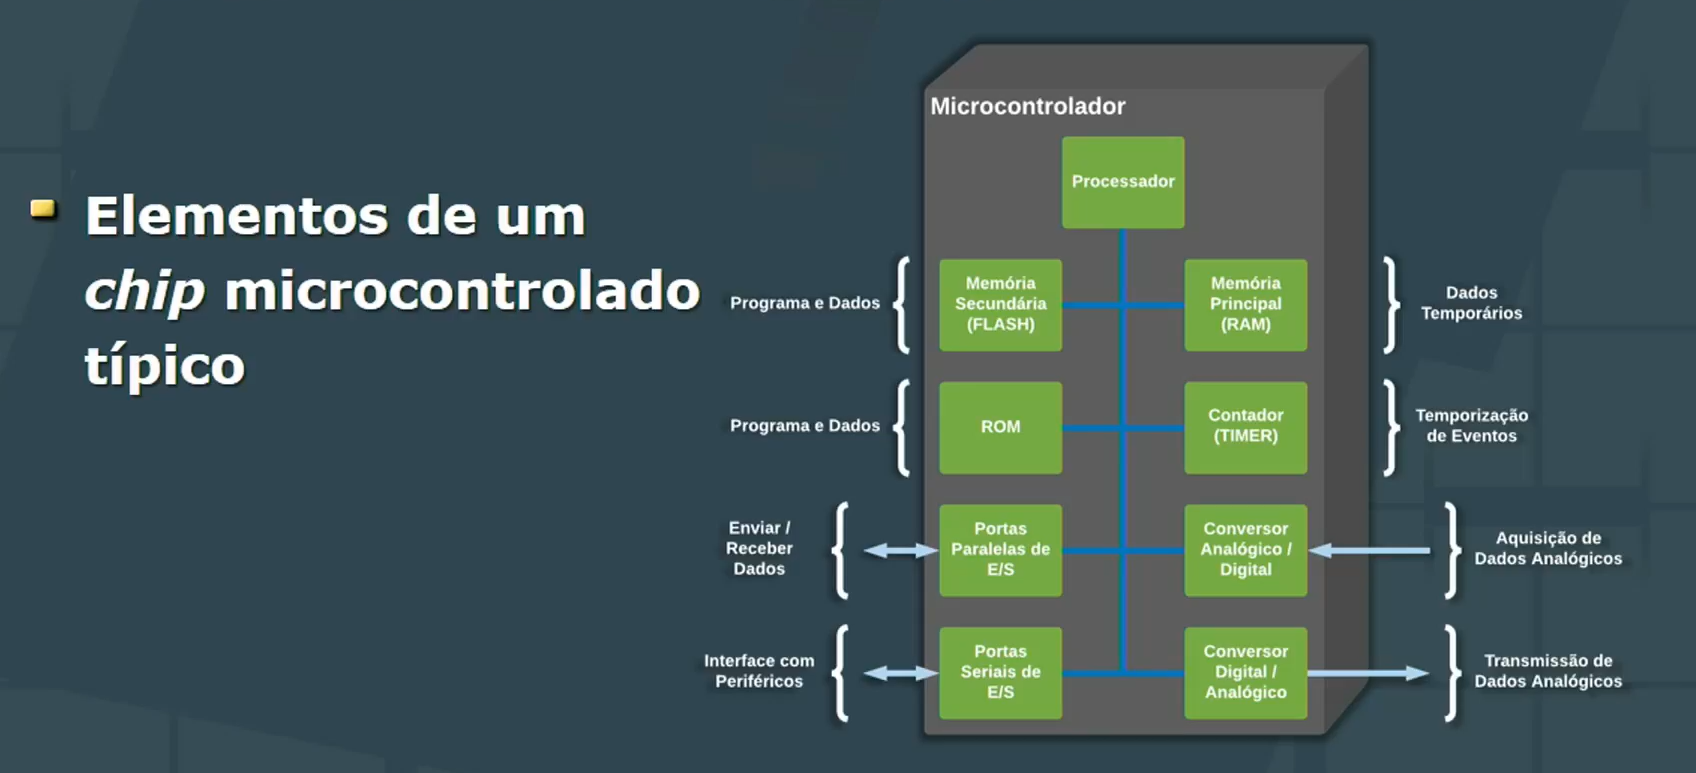 Elementos de um
chip microcontrolado
típico
Microcontrolador
Processador
Programa e Dados
Memória
Secundária
(FLASH)
Memória
Principal
(RAM)
Dados
Temporários
Programa e Dados
ROM
Contador
(TIMER)
Temporização
de Eventos
Enviar /
Receber
Dados
Portas
Paralelas de
E/S
Conversor
Analógico /
Digital
Aquisição de
Dados Analógicos
Interface com
Periféricos
Portas
Seriais de
E/S
Conversor
Digital /
Analógico
Transmissão de
Dados Analógicos